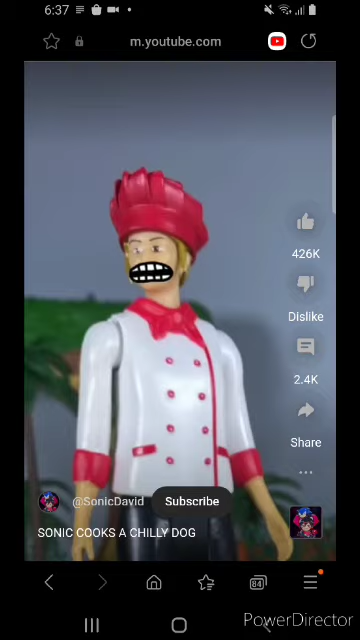 6:37
m.youtube.com
426K
Dislike
2.4K
Share
@SonicDavid
Subscribe
SONIC COOKS A CHILLY DOG
84
PowerDirector